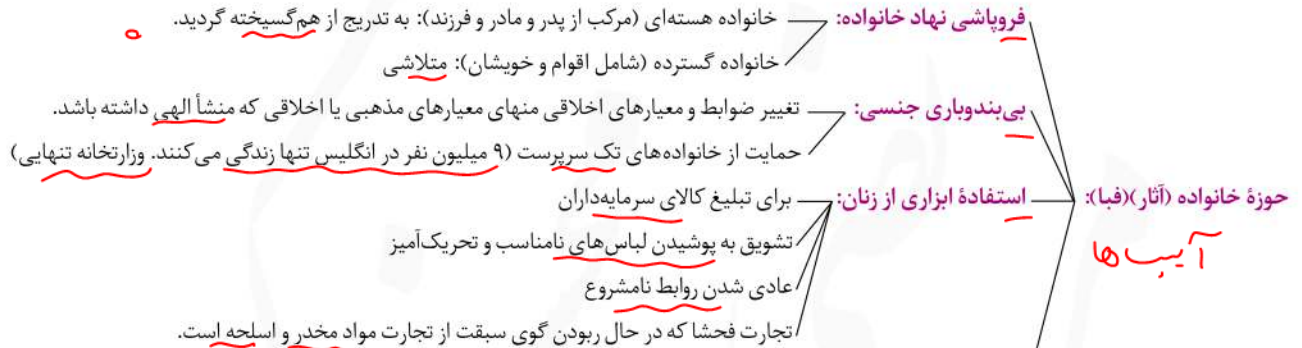 فروپاشی نهاد خانواده: خانواده هسته‌ای (مرکب از پدر و مادر و فرزند): به تدریج از هم‌گسیخته گردید.
خانواده گسترده (شامل اقوام و خویشان): متلاشی
بی‌بندوباری جنسی: تغییر ضوابط و معیارهای اخلاقی منهای معیارهای مذهبی یا اخلاقی که منشأ الهی داشته باشد.
حمایت از خانواده‌های تک سرپرست (۹ میلیون نفر در انگلیس تنها زندگی می‌کنند. وزارتخانه تنهایی)
حوزهٔ خانواده (آثار)(فبا): استفادهٔ ابزاری از زنان: برای تبلیغ کالای سرمایه‌داران
آسیب‌ها
تشویق به پوشیدن لباس‌های نامناسب و تحریک‌آمیز
عادی شدن روابط نامشروع
تجارت فحشا که در حال ربودن گوی سبقت از تجارت مواد مخدر و اسلحه است.